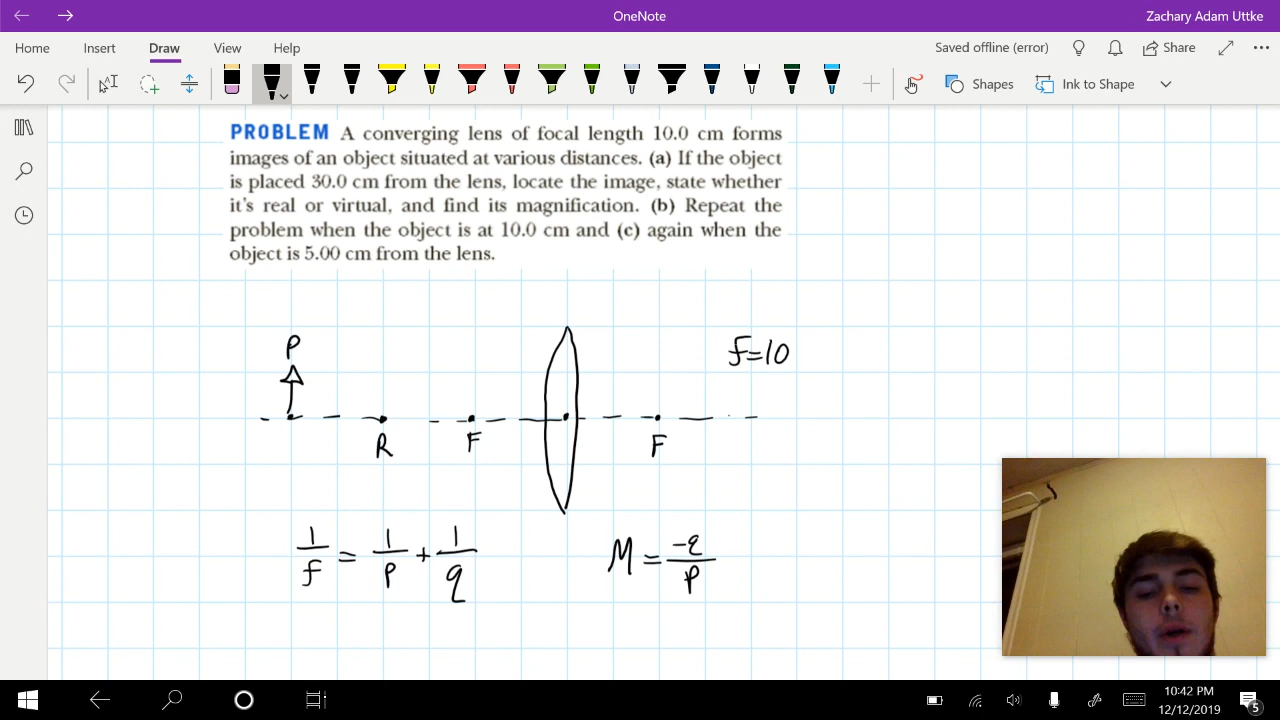 OneNote
Zachary Adam Uttke
Home Insert Draw View Help
Saved offline (error) Share
Shapes Ink to Shape
PROBLEM A converging lens of focal length 10.0 cm forms
images of an object situated at various distances. (a) If the object
is placed 30.0 cm from the lens, locate the image, state whether
it's real or virtual, and find its magnification. (b) Repeat the
problem when the object is at 10.0 cm and (c) again when the
object is 5.00 cm from the lens.
P
f=10
R F F
1/f = 1/p + 1/q M = -q/p
10:42 PM
12/12/2019
5